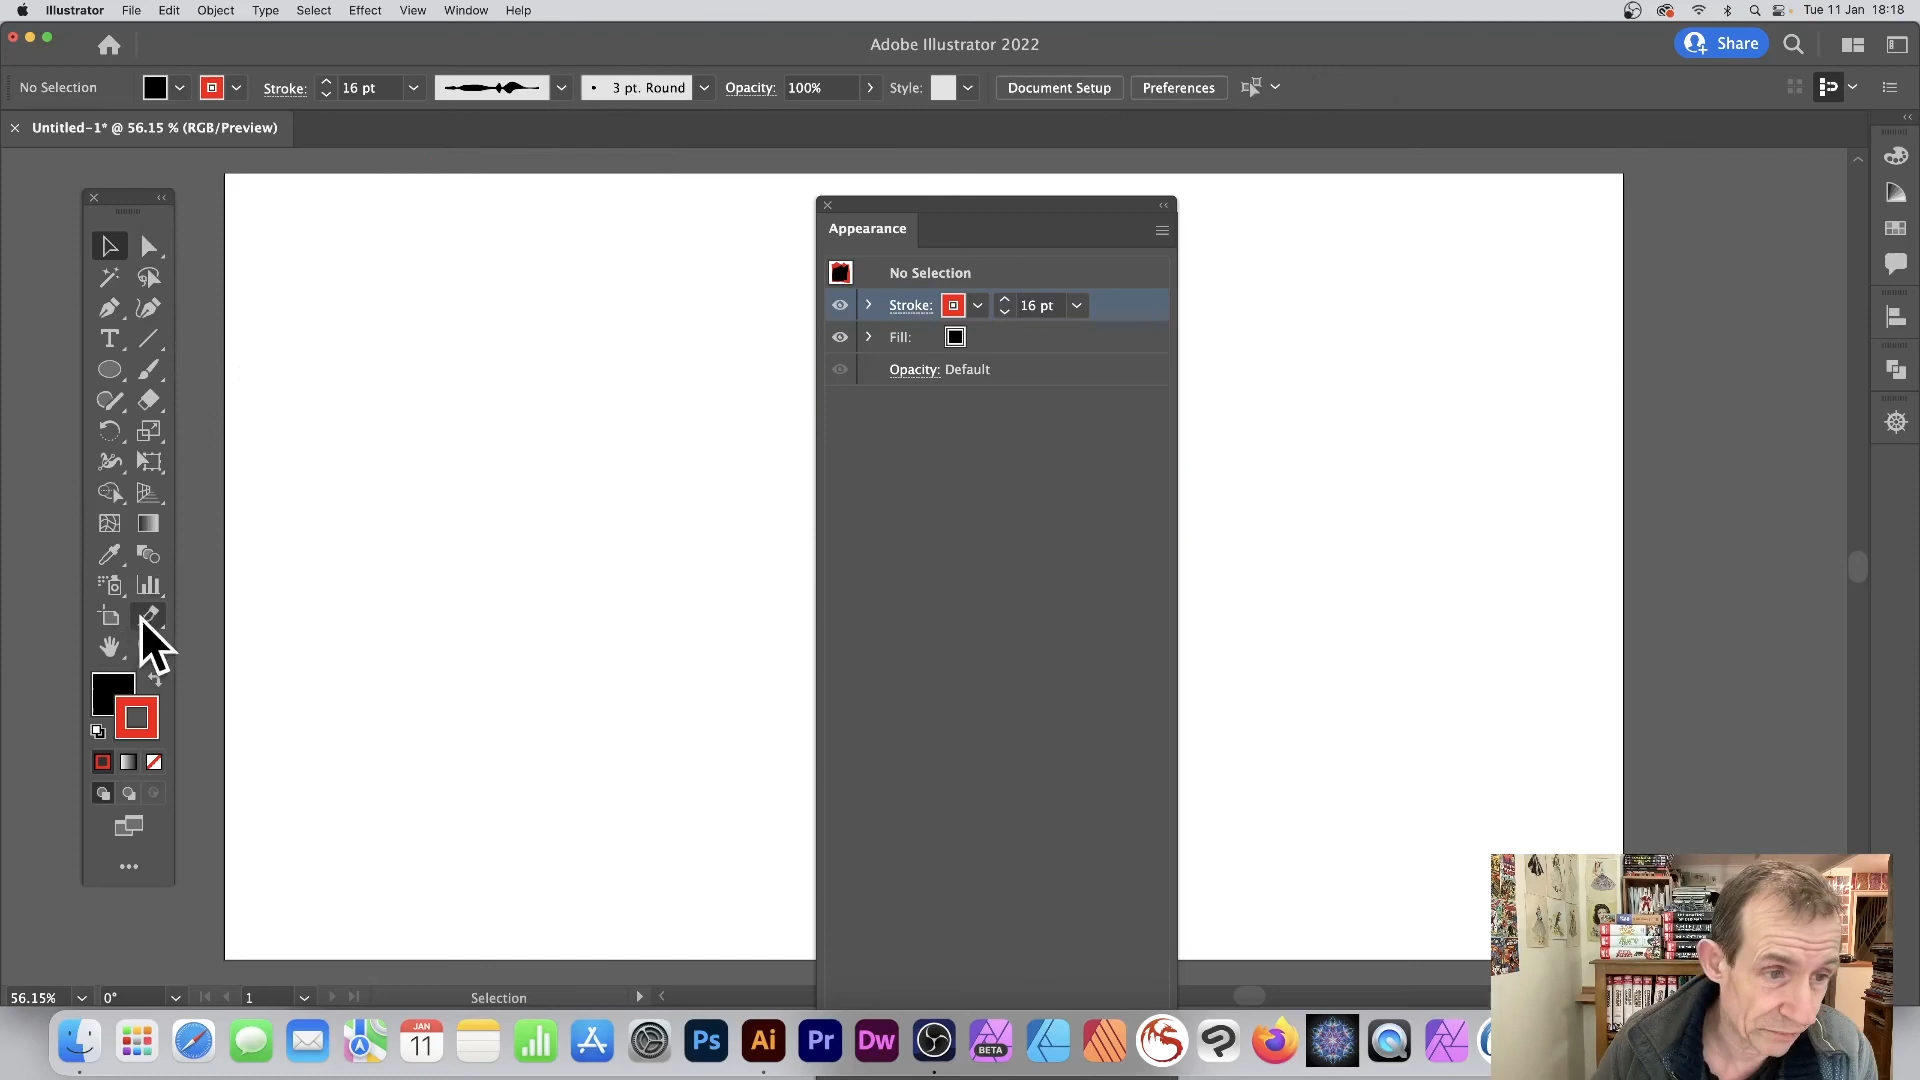 Illustrator File Edit Object Type Select Effect View Window Help Tue 11 Jan 18:18
Adobe Illustrator 2022 Share
No Selection Stroke: 16 pt 3 pt. Round Opacity: 100% Style: Document Setup Preferences
Untitled-1* @ 56.15 % (RGB/Preview)
Appearance
No Selection
Stroke: 16 pt
Fill:
Opacity: Default
56.15% 0° 1 Selection
JAN
11
Ps Ai Pr Dw
BETA